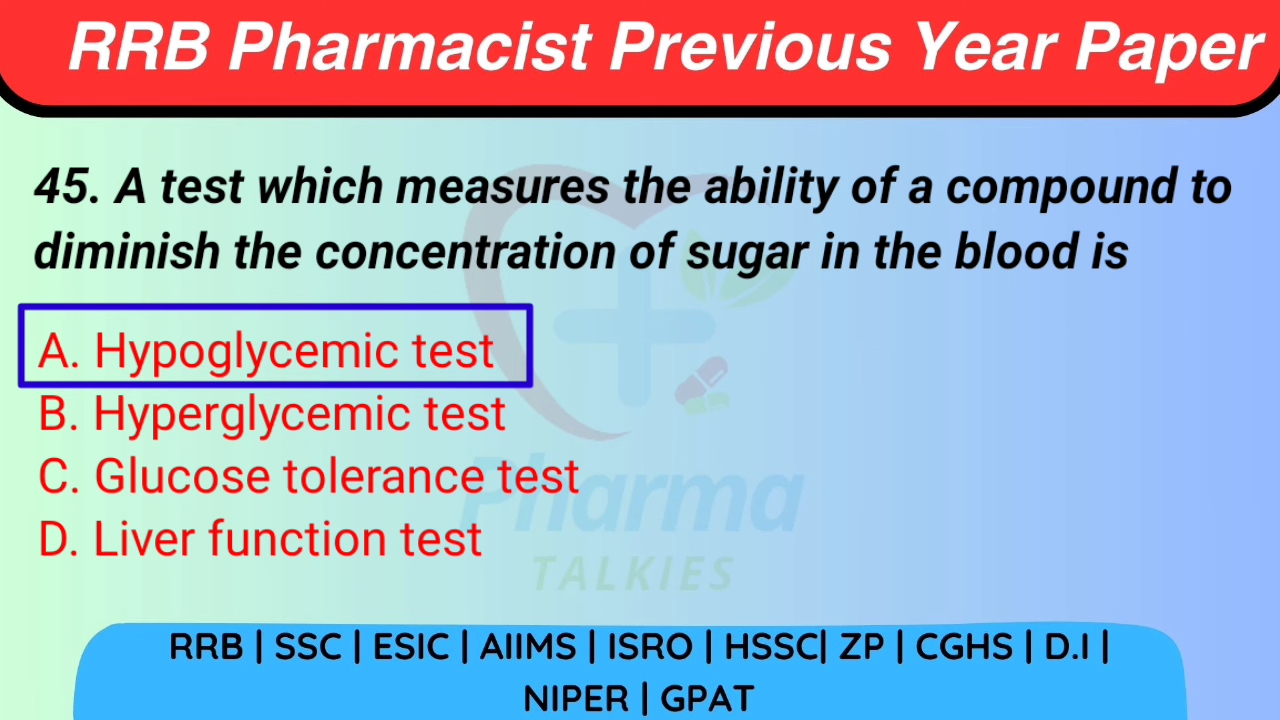 RRB Pharmacist Previous Year Paper
45. A test which measures the ability of a compound to
diminish the concentration of sugar in the blood is
A. Hypoglycemic test
B. Hyperglycemic test
C. Glucose tolerance test
D. Liver function test
Pharma
TALKIES
RRB | SSC | ESIC | AIIMS | ISRO | HSSC| ZP | CGHS | D.I |
NIPER | GPAT